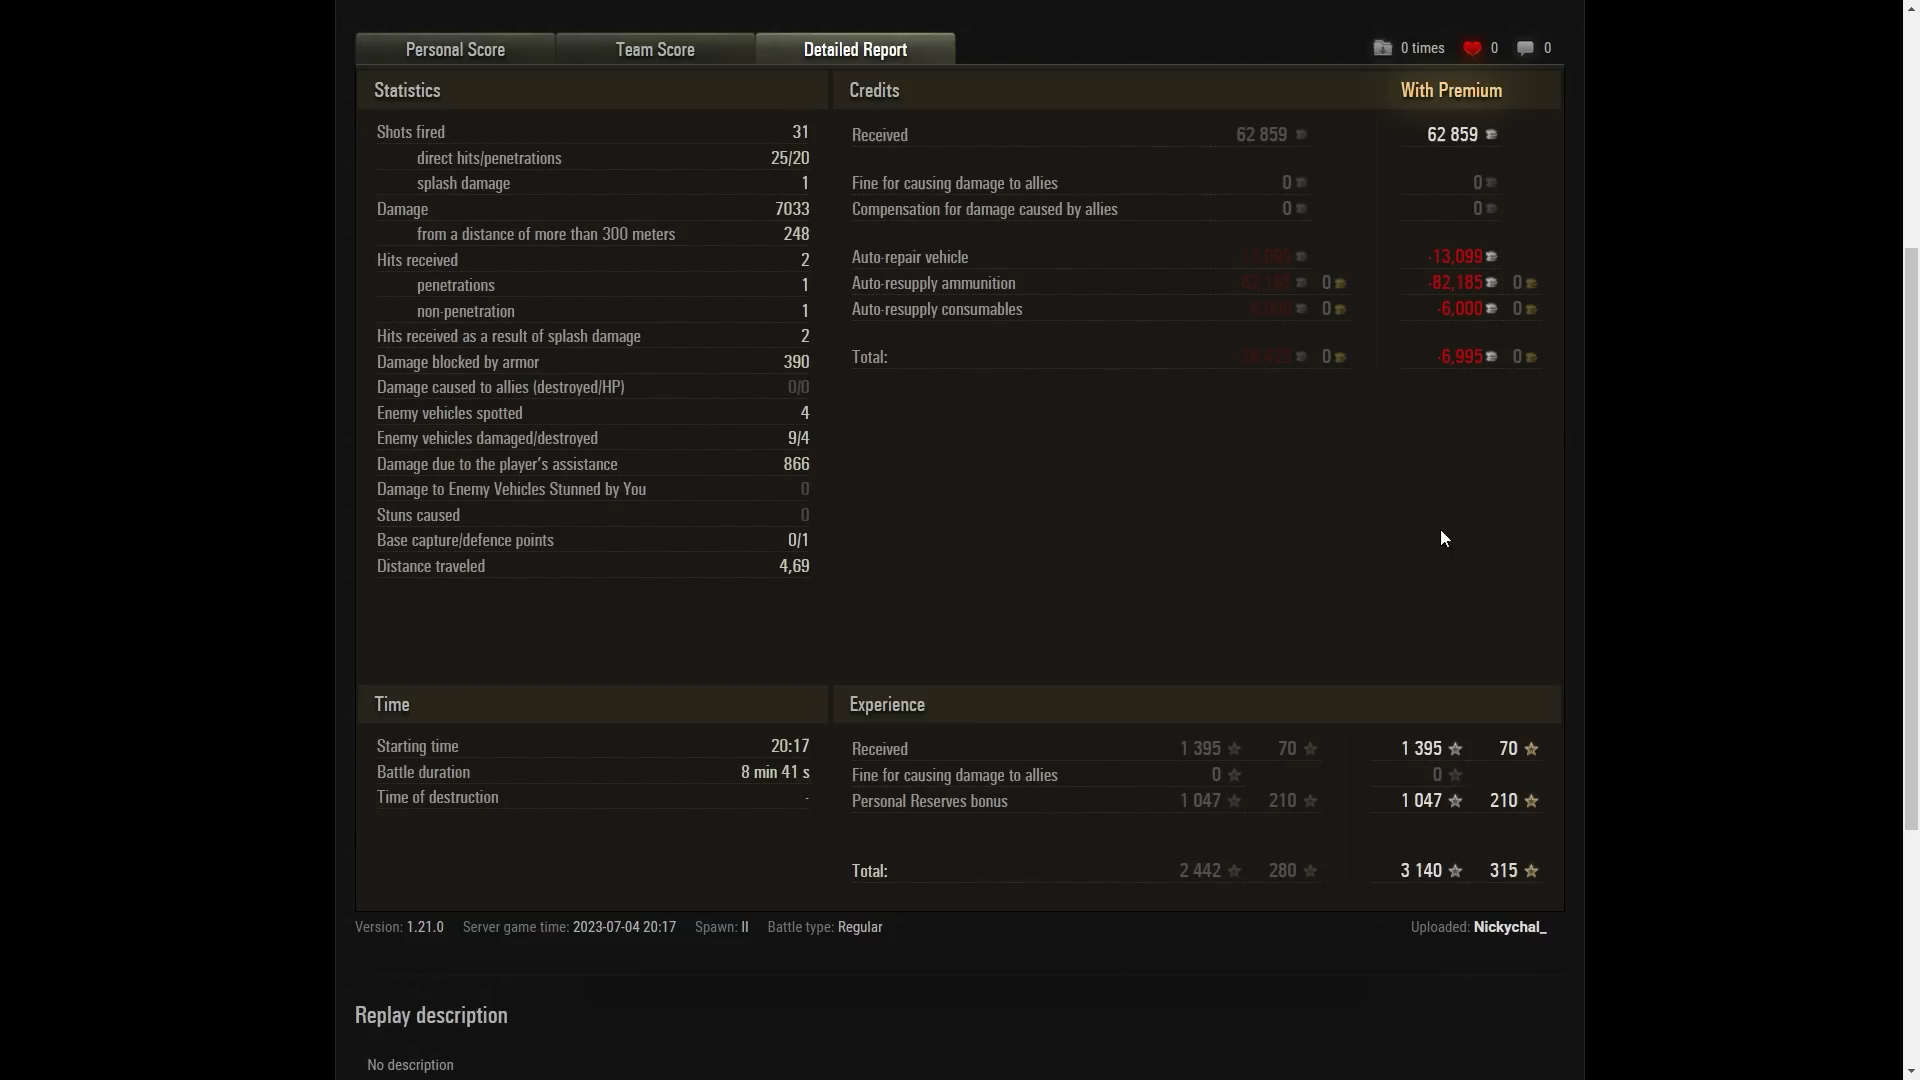 Personal Score Team Score Detailed Report 0 times 0 0
Statistics
Shots fired 31
direct hits/penetrations 25/20
splash damage 1
Damage 7033
from a distance of more than 300 meters 248
Hits received 2
penetrations 1
non-penetration 1
Hits received as a result of splash damage 2
Damage blocked by armor 390
Damage caused to allies (destroyed/HP) 0/0
Enemy vehicles spotted 4
Enemy vehicles damaged/destroyed 9/4
Damage due to the player's assistance 866
Damage to Enemy Vehicles Stunned by You 0
Stuns caused 0
Base capture/defence points 0/1
Distance traveled 4,69
Credits With Premium
Received 62 859 62 859
Fine for causing damage to allies 0 0
Compensation for damage caused by allies 0 0
Auto-repair vehicle -13,099
Auto-resupply ammunition 0 -82,185 0
Auto-resupply consumables 0 -6,000 0
Total: 0 -6,995 0
Time
Starting time 20:17
Battle duration 8 min 41 s
Time of destruction -
Experience
Received 1 395 70 1 395 70
Fine for causing damage to allies 0 0
Personal Reserves bonus 1 047 210 1 047 210
Total: 2 442 280 3 140 315
Version: 1.21.0 Server game time: 2023-07-04 20:17 Spawn: II Battle type: Regular Uploaded: Nickychal_
Replay description
No description